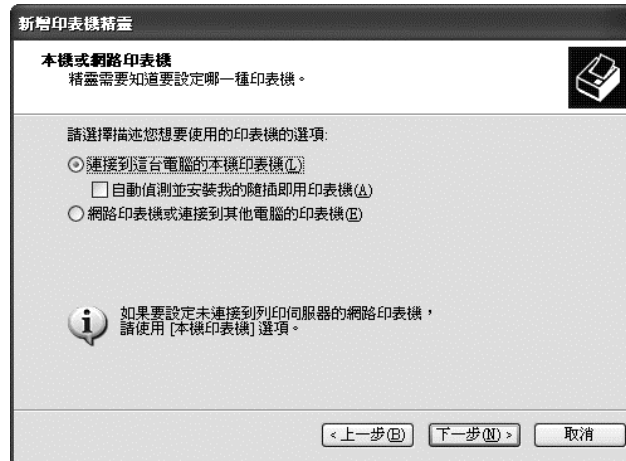 新增印表機精靈
本機或網路印表機
精靈需要知道要設定哪一種印表機。
請選擇描述您想要使用的印表機的選項:
連接到這台電腦的本機印表機(L)
自動偵測並安裝我的隨插即用印表機(A)
網路印表機或連接到其他電腦的印表機(E)
如果要設定未連接到列印伺服器的網路印表機，
請使用 [本機印表機] 選項。
<上一步(B) 下一步(N)> 取消